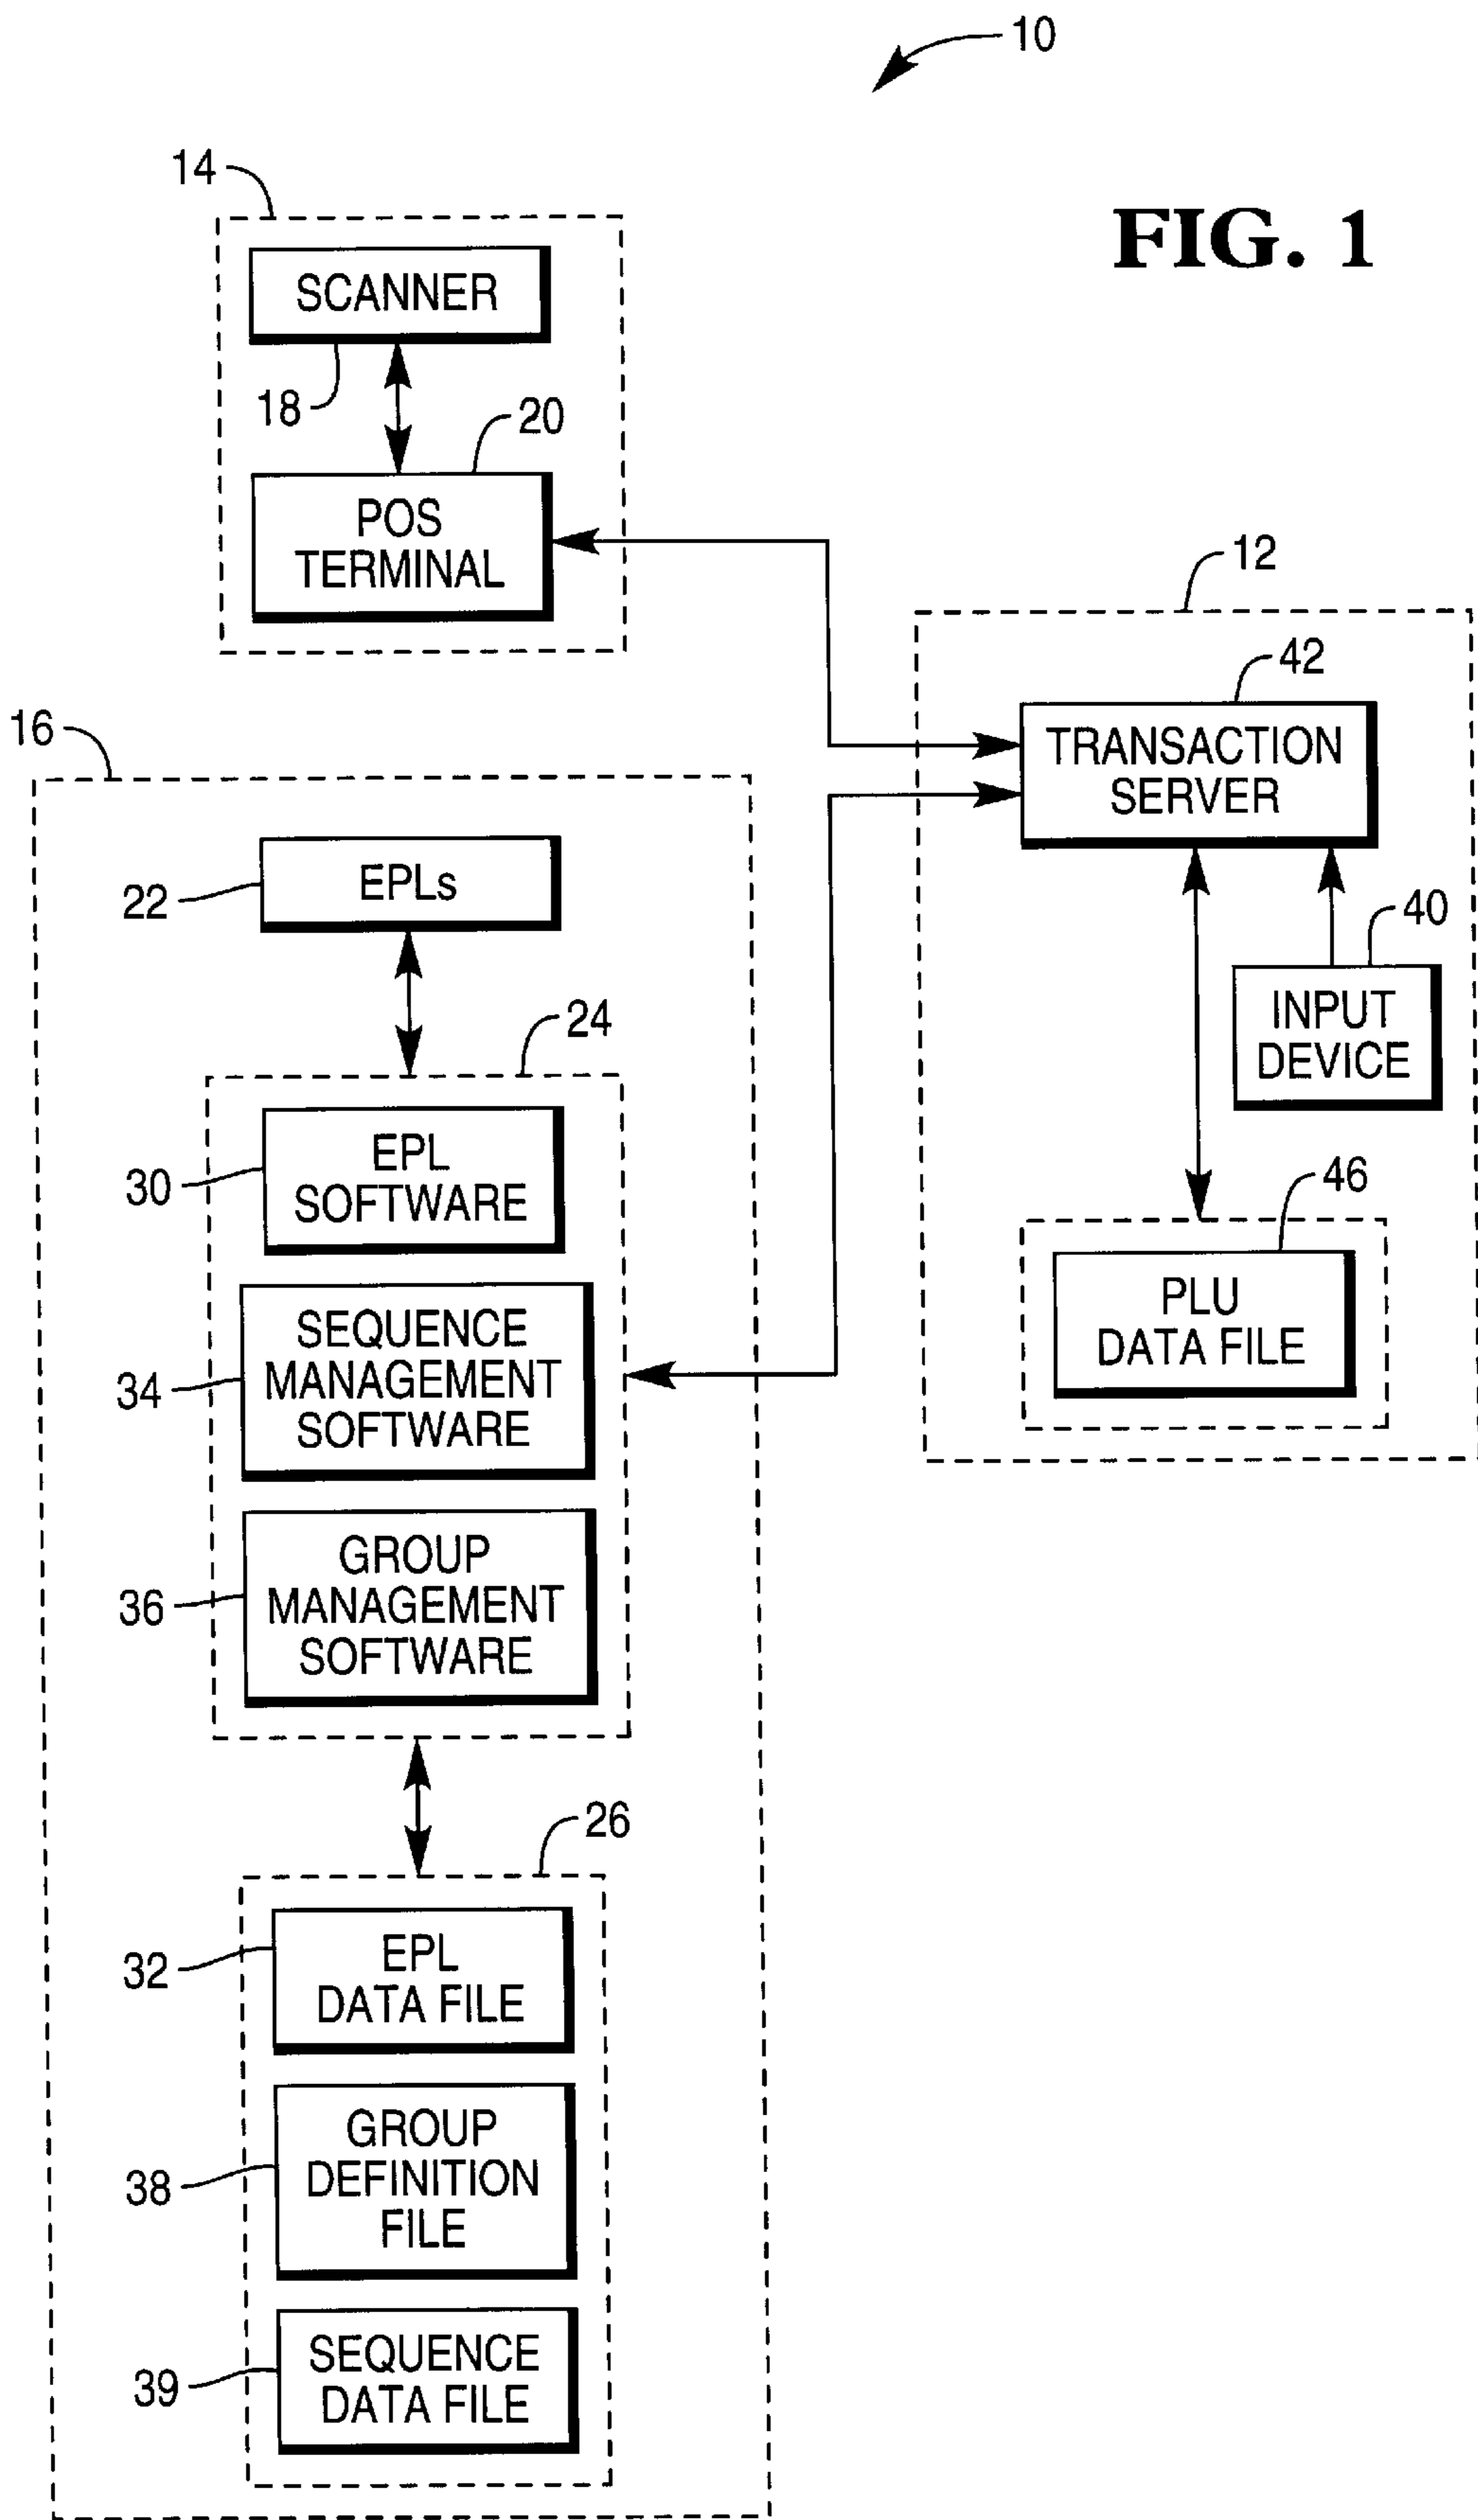 10
FIG. 1
14
SCANNER
18
20
POS
TERMINAL
12
42
TRANSACTION
SERVER
16
EPLs
22
40
INPUT
DEVICE
24
EPL
SOFTWARE
30
46
PLU
DATA FILE
SEQUENCE
MANAGEMENT
SOFTWARE
34
GROUP
MANAGEMENT
SOFTWARE
36
26
EPL
DATA FILE
32
GROUP
DEFINITION
FILE
38
SEQUENCE
DATA FILE
39